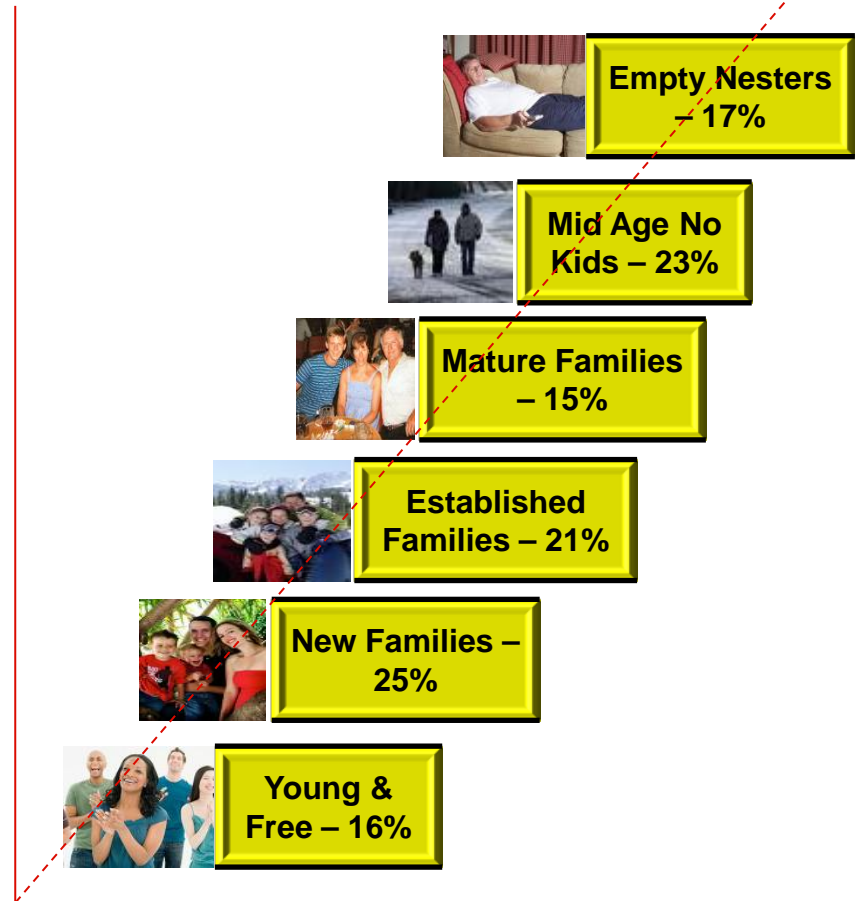 Empty Nesters
– 17%
Mid Age No
Kids – 23%
Mature Families
– 15%
Established
Families – 21%
New Families –
25%
Young &
Free – 16%